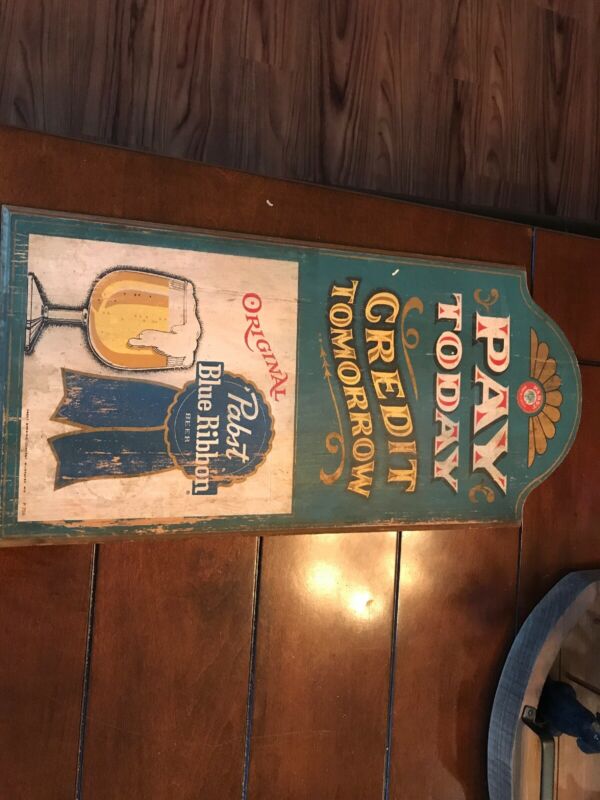 PAY
TODAY
CREDIT
TOMORROW
ORIGINAL
Pabst
Blue Ribbon
BEER